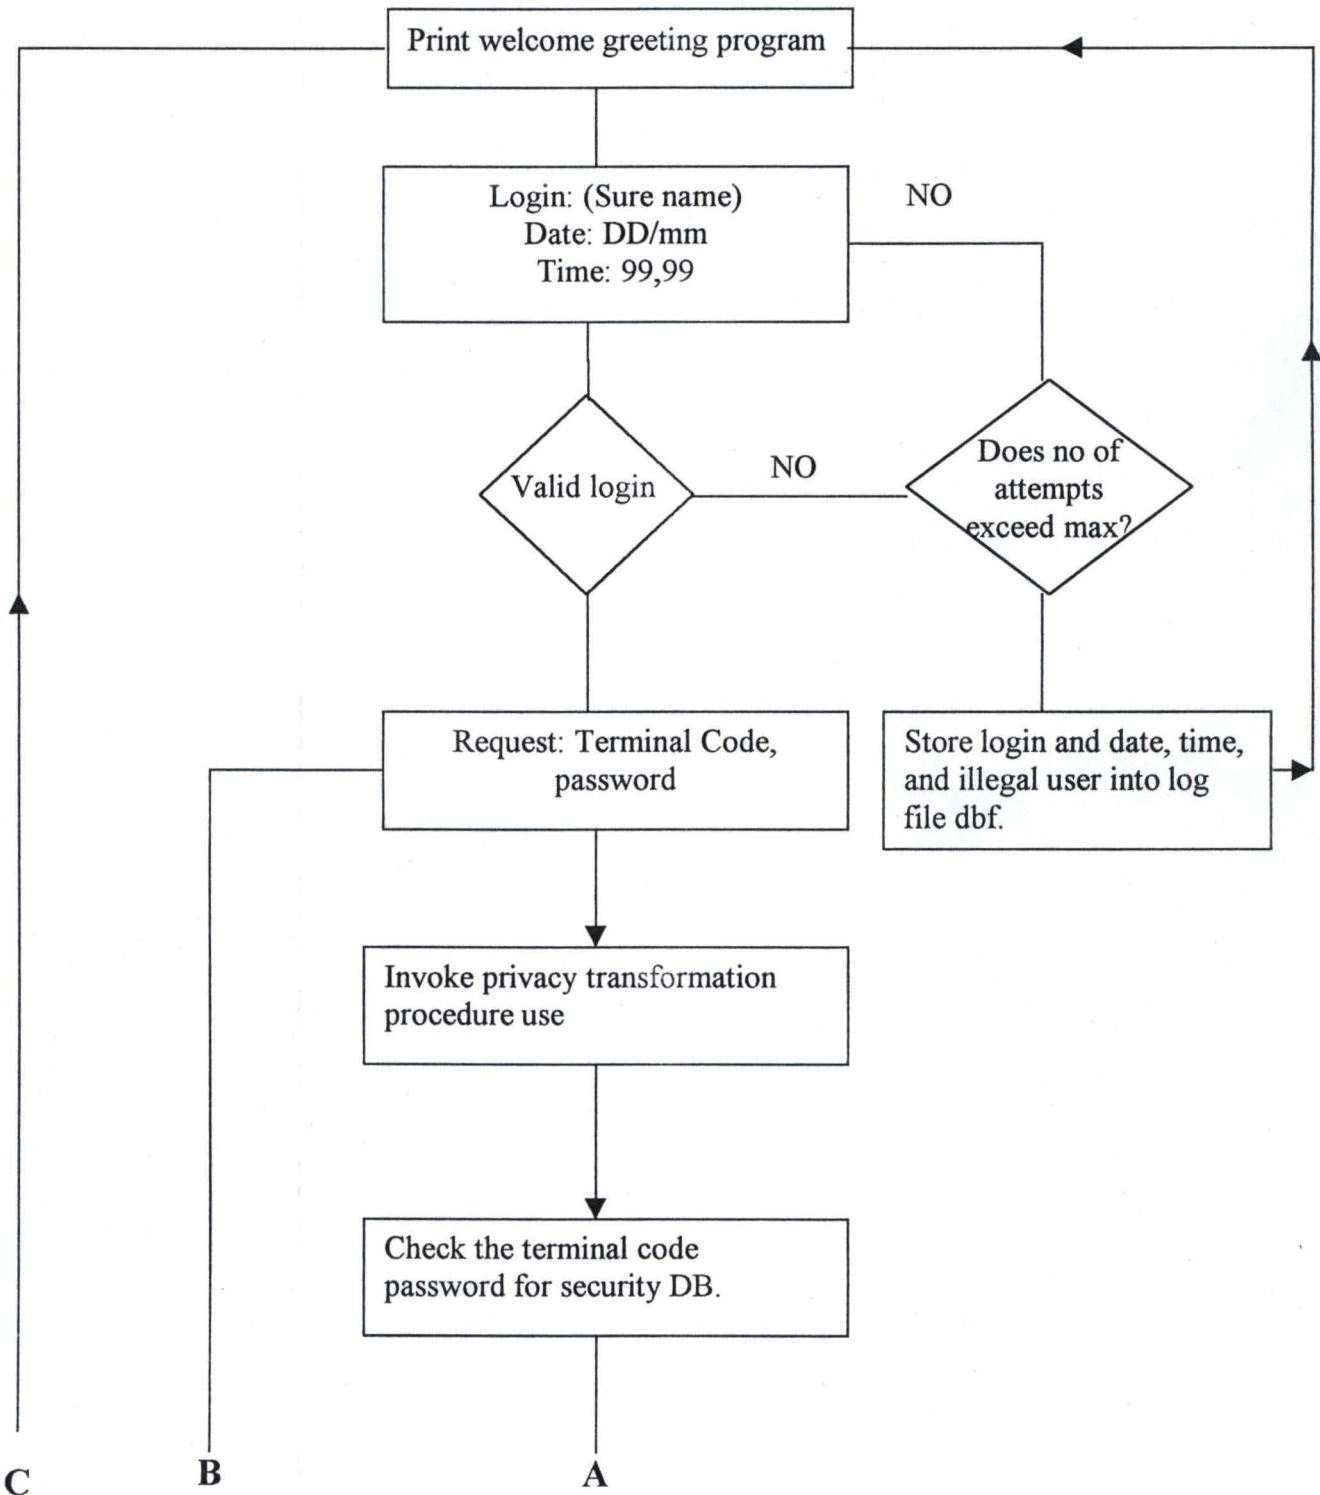 Print welcome greeting program
Login: (Sure name)
Date: DD/mm
Time: 99,99
NO
Valid login
NO
Does no of
attempts
exceed max?
Request: Terminal Code,
password
Store login and date, time,
and illegal user into log
file dbf.
Invoke privacy transformation
procedure use
Check the terminal code
password for security DB.
C
B
A